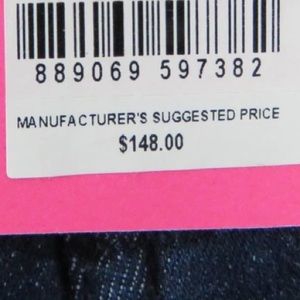 889069 597382
MANUFACTURER'S SUGGESTED PRICE
$148.00